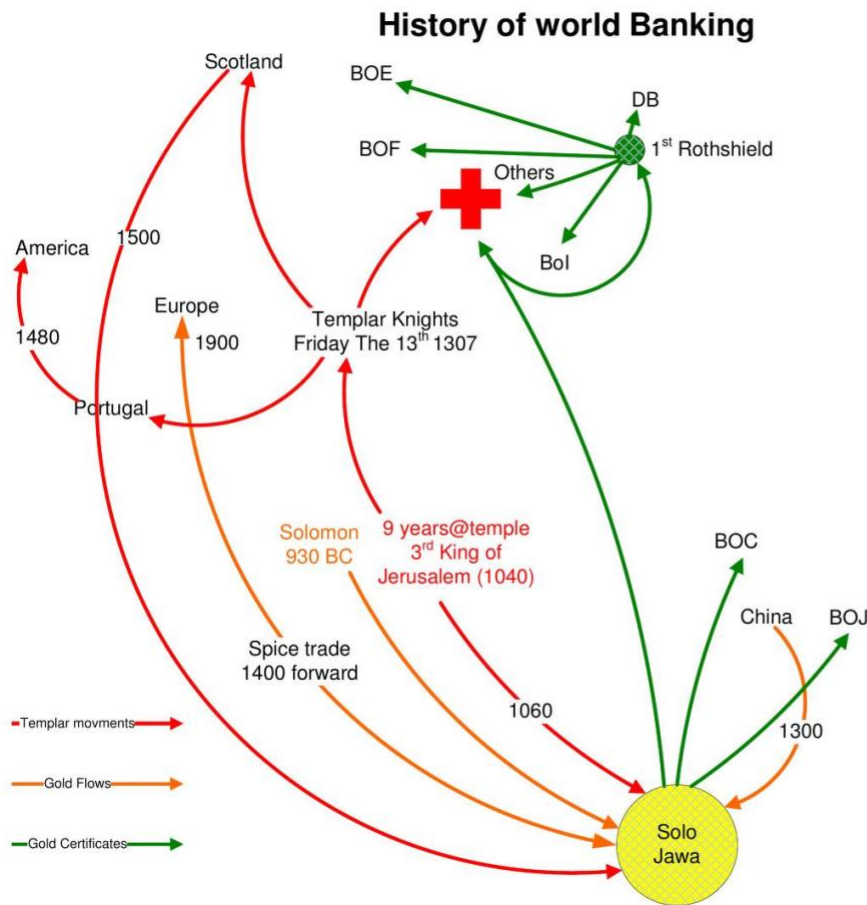 History of world Banking
Scotland
BOE
DB
BOF
1st Rothshield
Others
1500
America
BoI
Europe
1480
1900
Templar Knights
Friday The 13th 1307
Portugal
Solomon
930 BC
9 years@temple
3rd King of
Jerusalem (1040)
BOC
China
BOJ
Spice trade
1400 forward
1060
Templar movments
1300
Gold Flows
Gold Certificates
Solo
Jawa